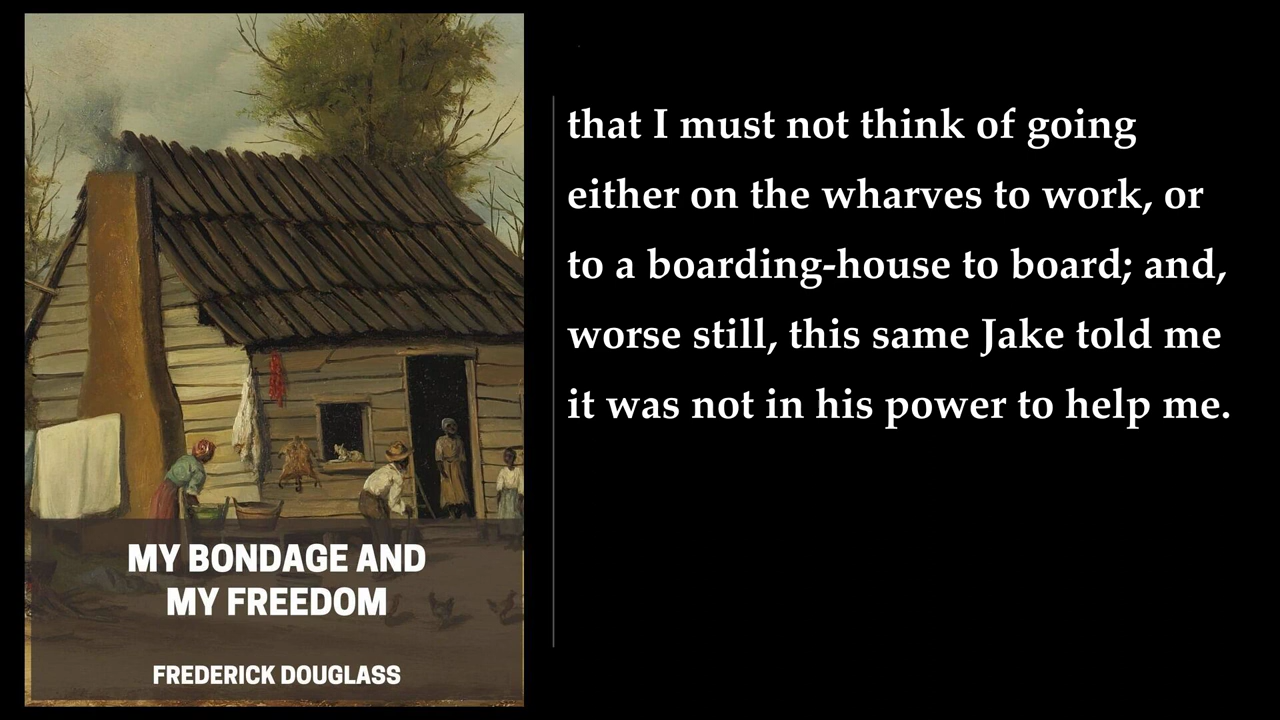 MY BONDAGE AND
MY FREEDOM
FREDERICK DOUGLASS
that I must not think of going
either on the wharves to work, or
to a boarding-house to board; and,
worse still, this same Jake told me
it was not in his power to help me.